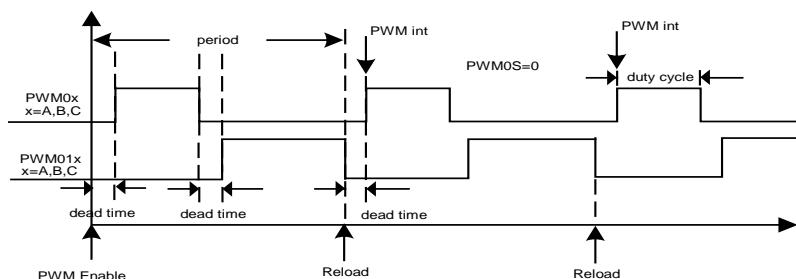 period
PWM int
PWM int
PWM0S=0
duty cycle
PWM0x
x=A,B,C
PWM01x
x=A,B,C
dead time
dead time
dead time
PWM Enable
Reload
Reload